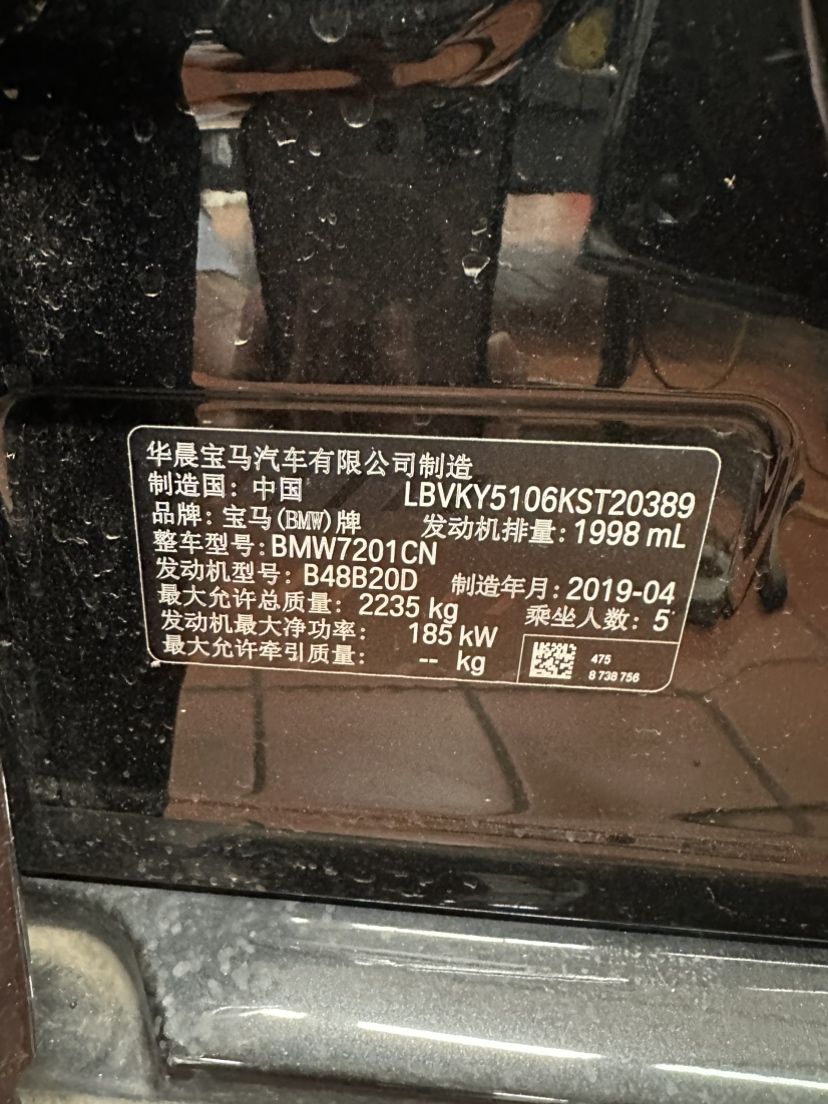 华晨宝马汽车有限公司制造
制造国：中国 LBVKY5106KST20389
品牌：宝马(BMW)牌 发动机排量：1998 mL
整车型号：BMW7201CN
发动机型号：B48B20D 制造年月：2019-04
最大允许总质量：2235 kg 乘坐人数：5
发动机最大净功率：185 kW
最大允许牵引质量：-- kg
475
8 738 756